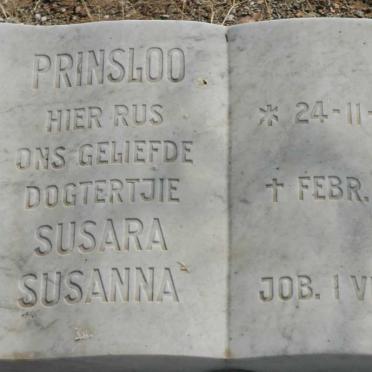 PRINSLOO
HIER RUS
ONS GELIEFDE
DOGTERTJIE
SUSARA
SUSANNA
* 24-11-
† FEBR.
JOB. 1